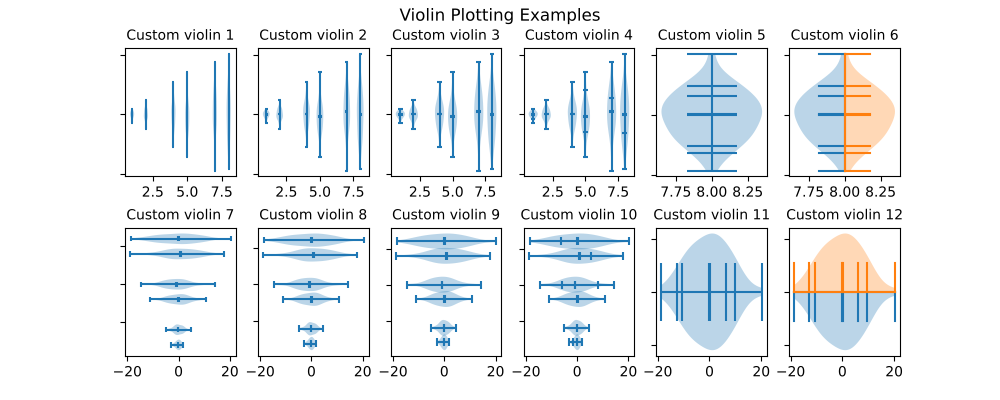 Violin Plotting Examples
Custom violin 1 Custom violin 2 Custom violin 3 Custom violin 4 Custom violin 5 Custom violin 6
2.5 5.0 7.5 2.5 5.0 7.5 2.5 5.0 7.5 2.5 5.0 7.5 7.75 8.00 8.25 7.75 8.00 8.25
Custom violin 7 Custom violin 8 Custom violin 9 Custom violin 10 Custom violin 11 Custom violin 12
−20 0 20 −20 0 20 −20 0 20 −20 0 20 −20 0 20 −20 0 20